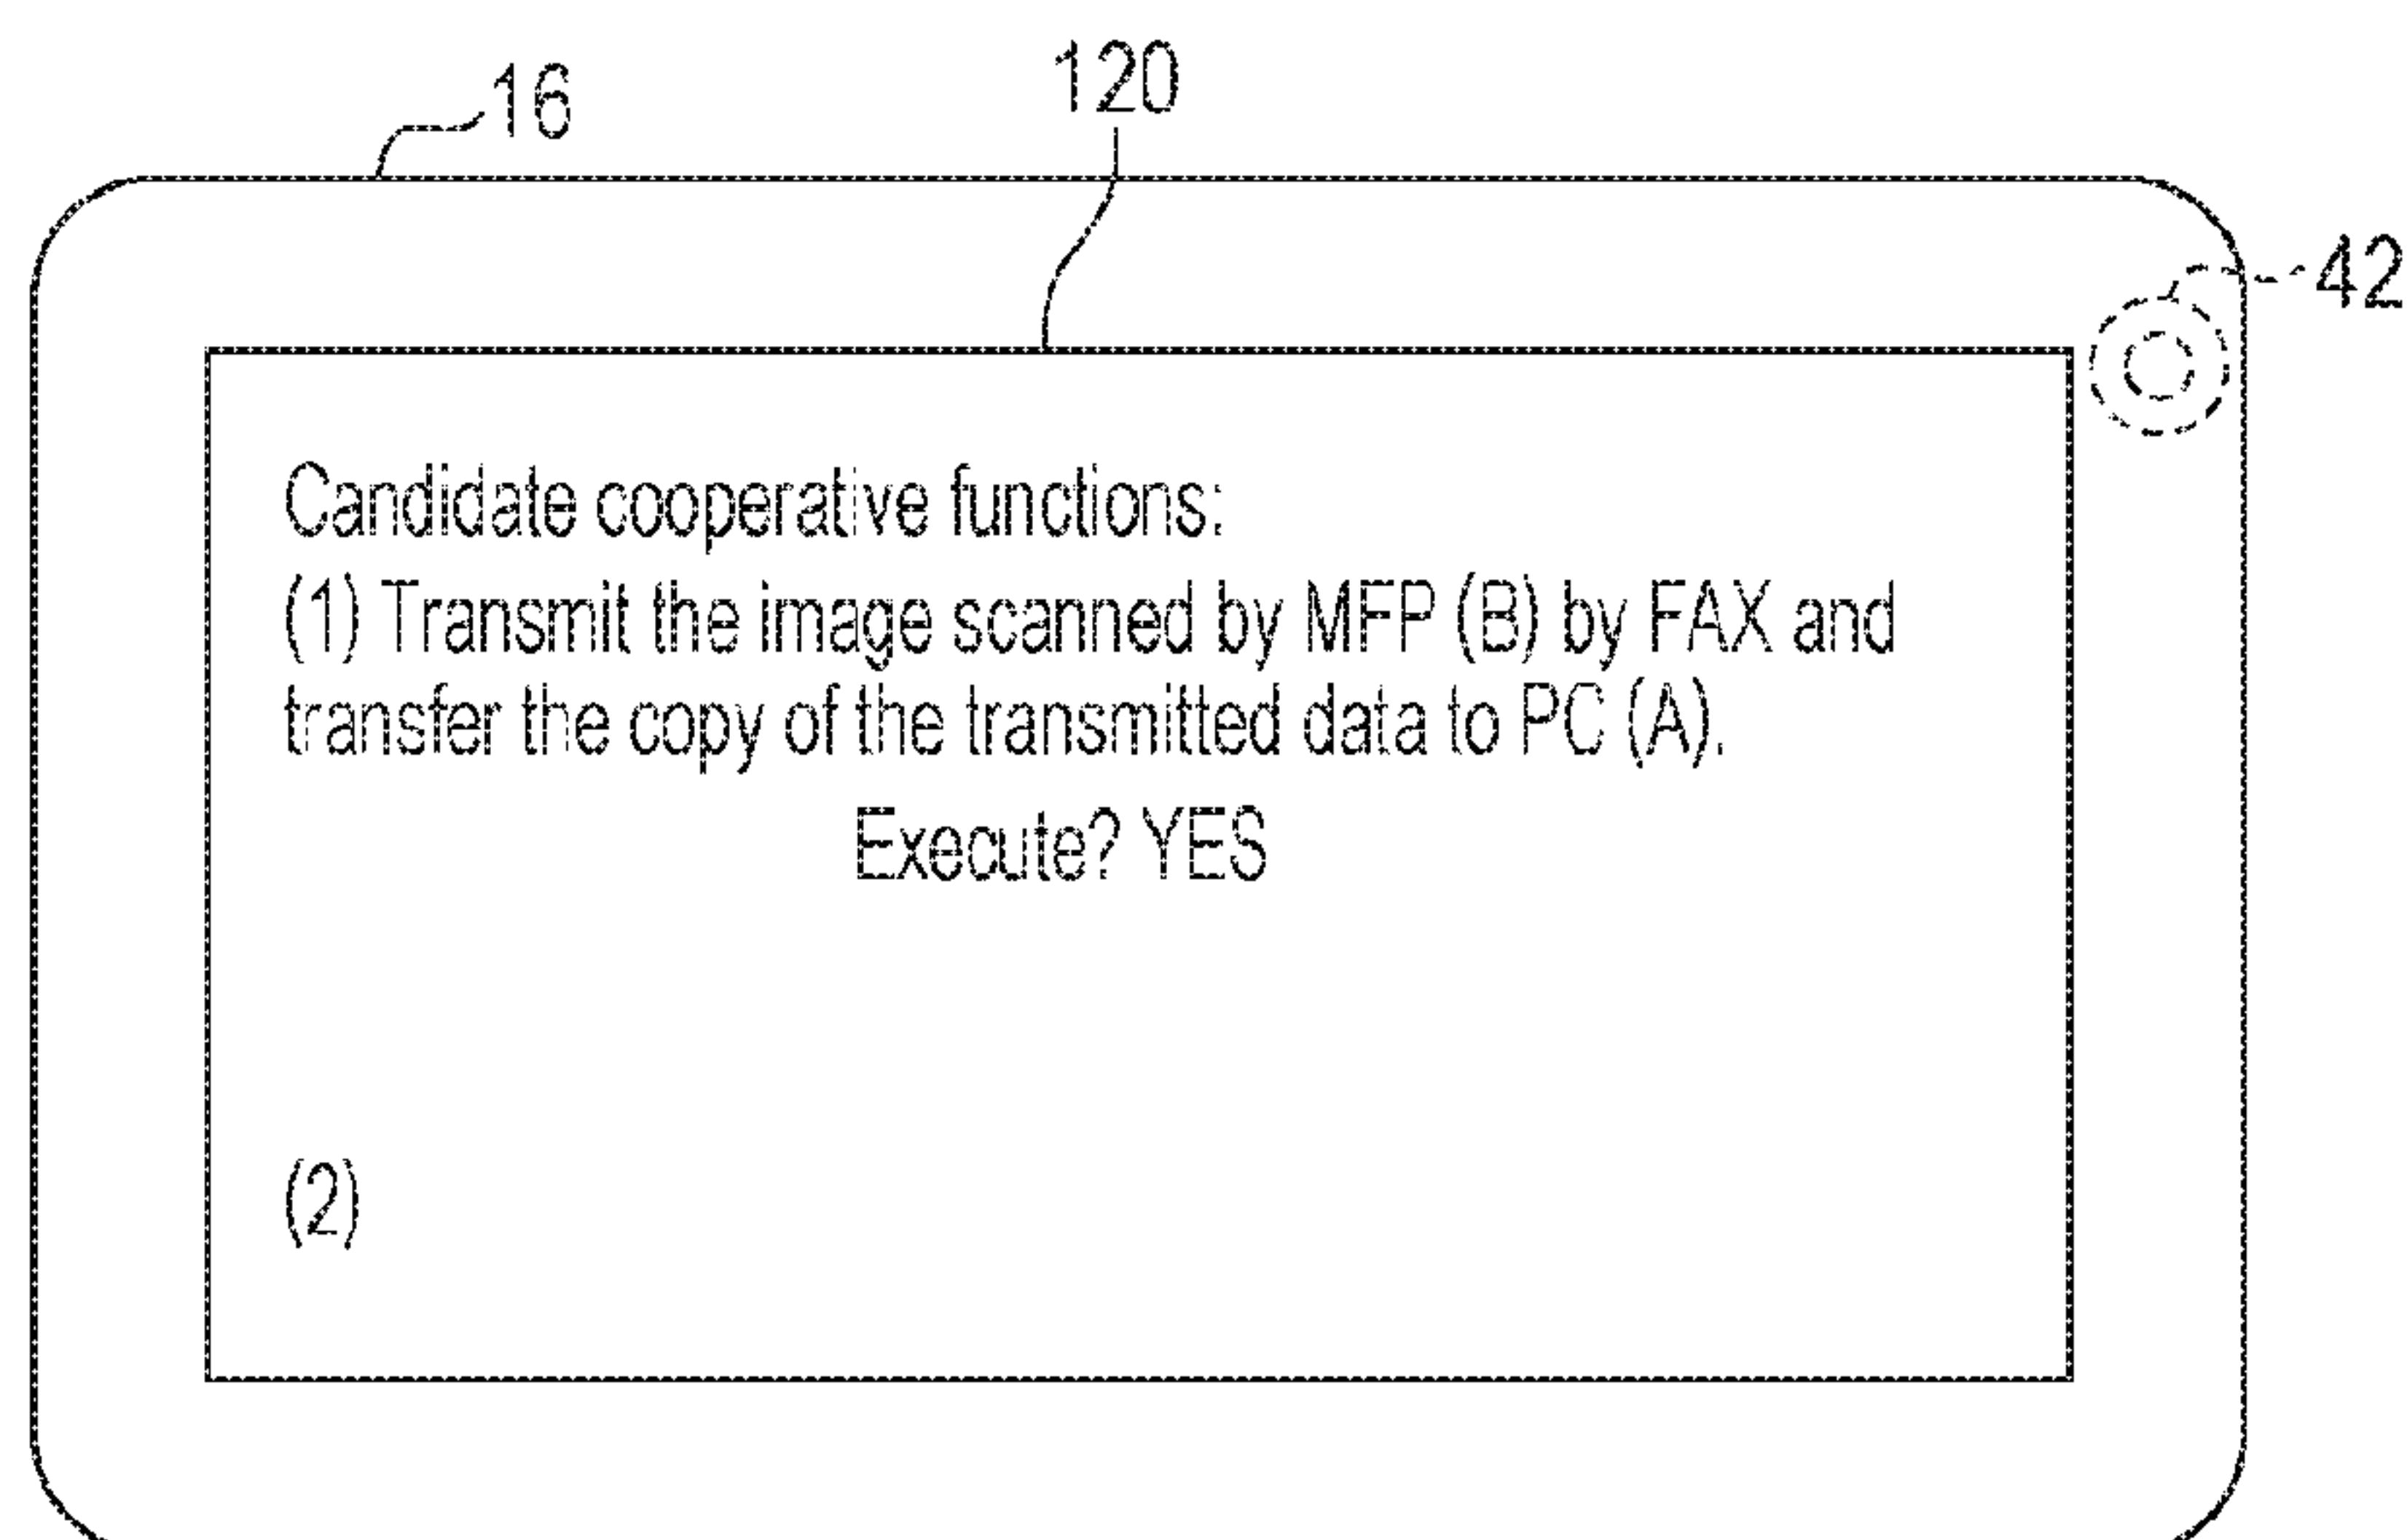 16
120
42
Candidate cooperative functions:
(1) Transmit the image scanned by MFP (B) by FAX and
transfer the copy of the transmitted data to PC (A).
Execute? YES
(2)